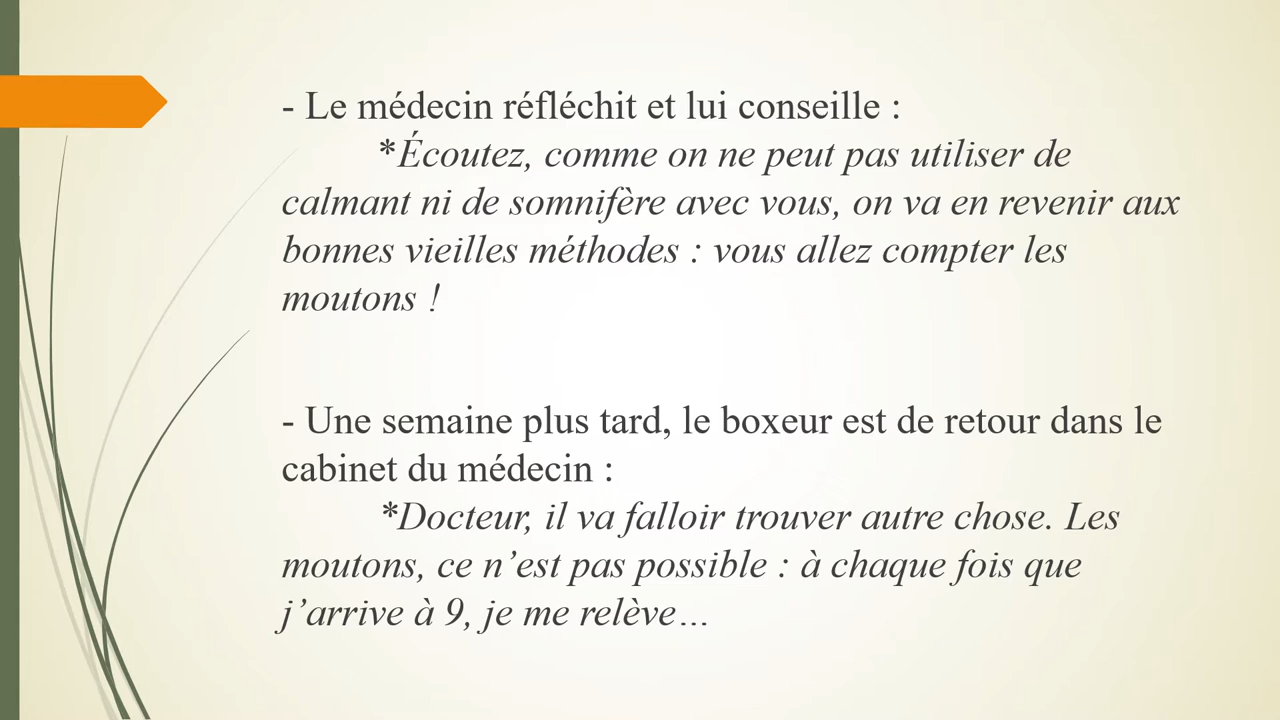 - Le médecin réfléchit et lui conseille :
*Écoutez, comme on ne peut pas utiliser de
calmant ni de somnifère avec vous, on va en revenir aux
bonnes vieilles méthodes : vous allez compter les
moutons !
- Une semaine plus tard, le boxeur est de retour dans le
cabinet du médecin :
*Docteur, il va falloir trouver autre chose. Les
moutons, ce n’est pas possible : à chaque fois que
j’arrive à 9, je me relève…